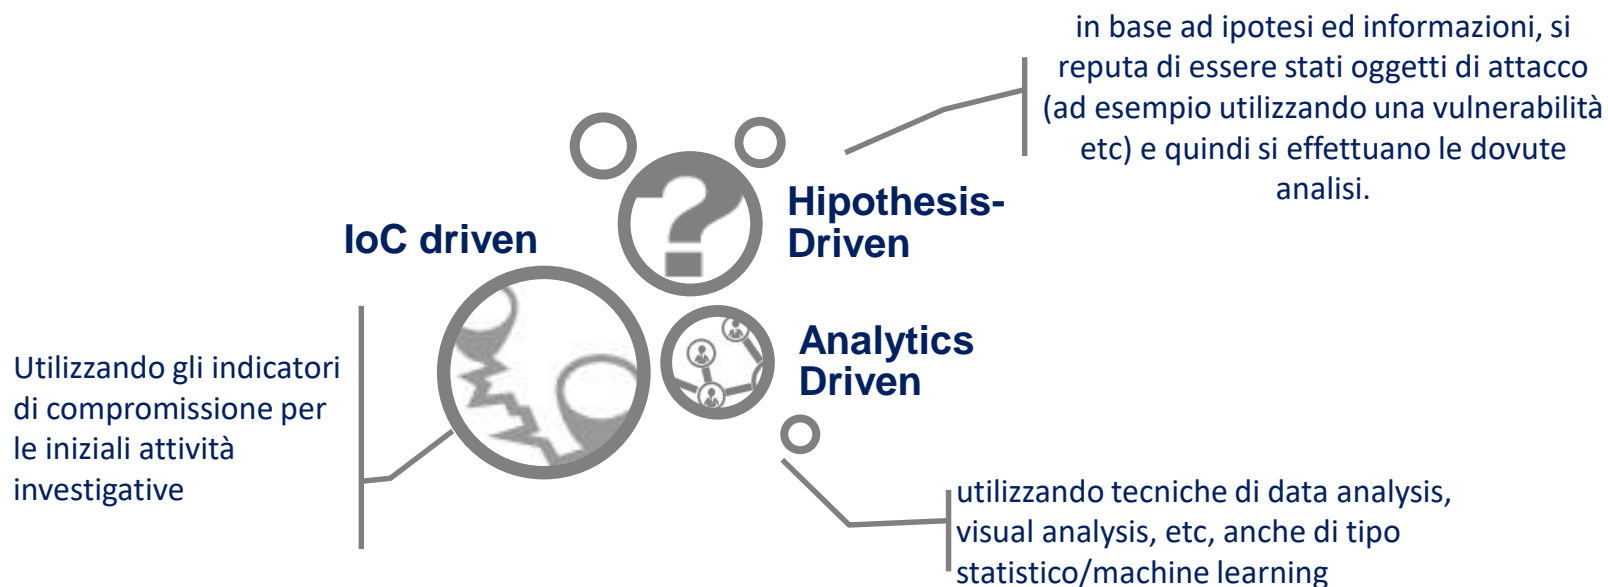 in base ad ipotesi ed informazioni, si
reputa di essere stati oggetti di attacco
(ad esempio utilizzando una vulnerabilità
etc) e quindi si effettuano le dovute
analisi.
Hipothesis-
Driven
IoC driven
Analytics
Driven
Utilizzando gli indicatori
di compromissione per
le iniziali attività
investigative
utilizzando tecniche di data analysis,
visual analysis, etc, anche di tipo
statistico/machine learning